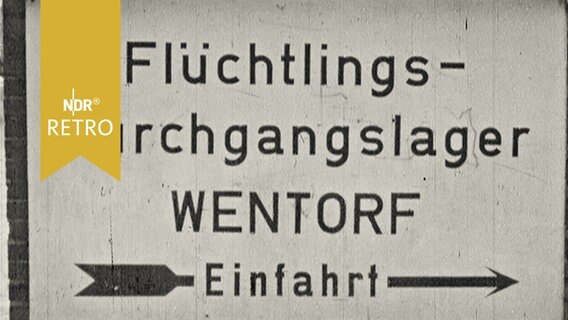 NDR®
RETRO
Flüchtlings-
urchgangslager
WENTORF
Einfahrt